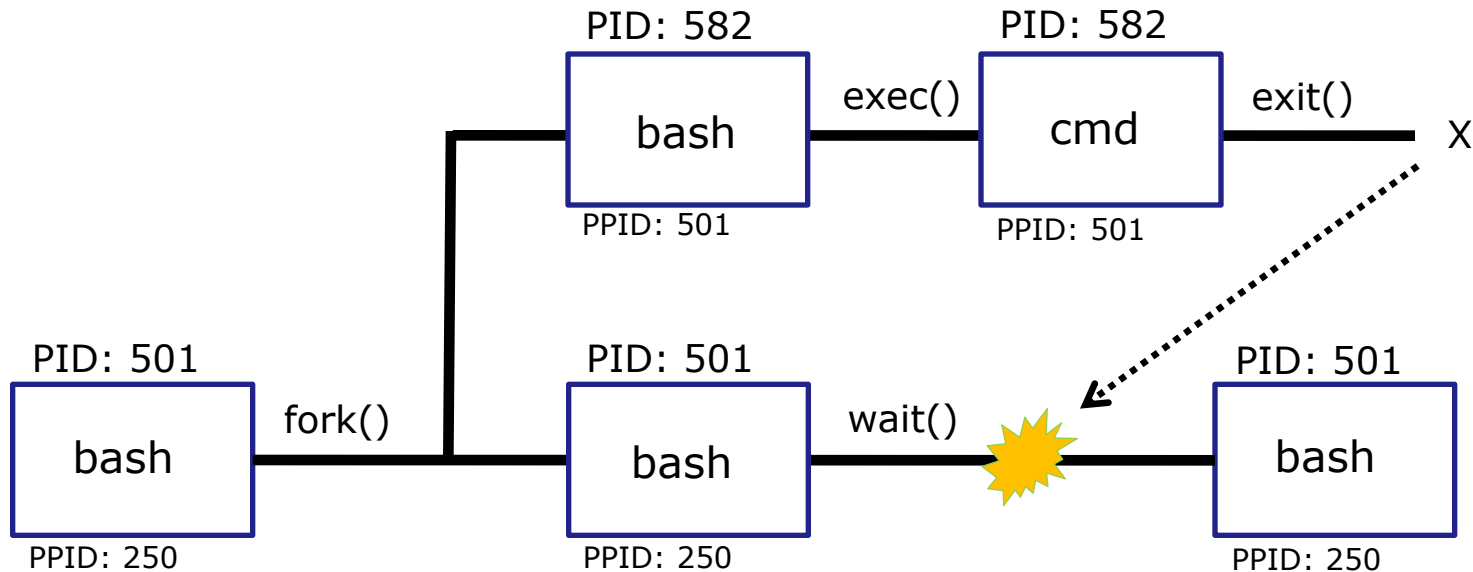 PID: 582
PID: 582
bash
exec()
cmd
exit()
X
PPID: 501
PPID: 501
PID: 501
PID: 501
PID: 501
bash
fork()
bash
wait()
bash
PPID: 250
PPID: 250
PPID: 250